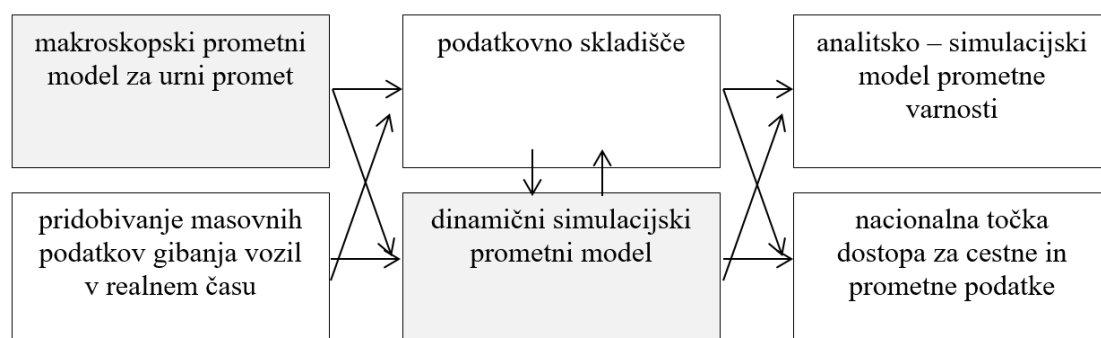 makroskopski prometni
model za urni promet
podatkovno skladišče
analitsko – simulacijski
model prometne
varnosti
pridobivanje masovnih
podatkov gibanja vozil
v realnem času
dinamični simulacijski
prometni model
nacionalna točka
dostopa za cestne in
prometne podatke